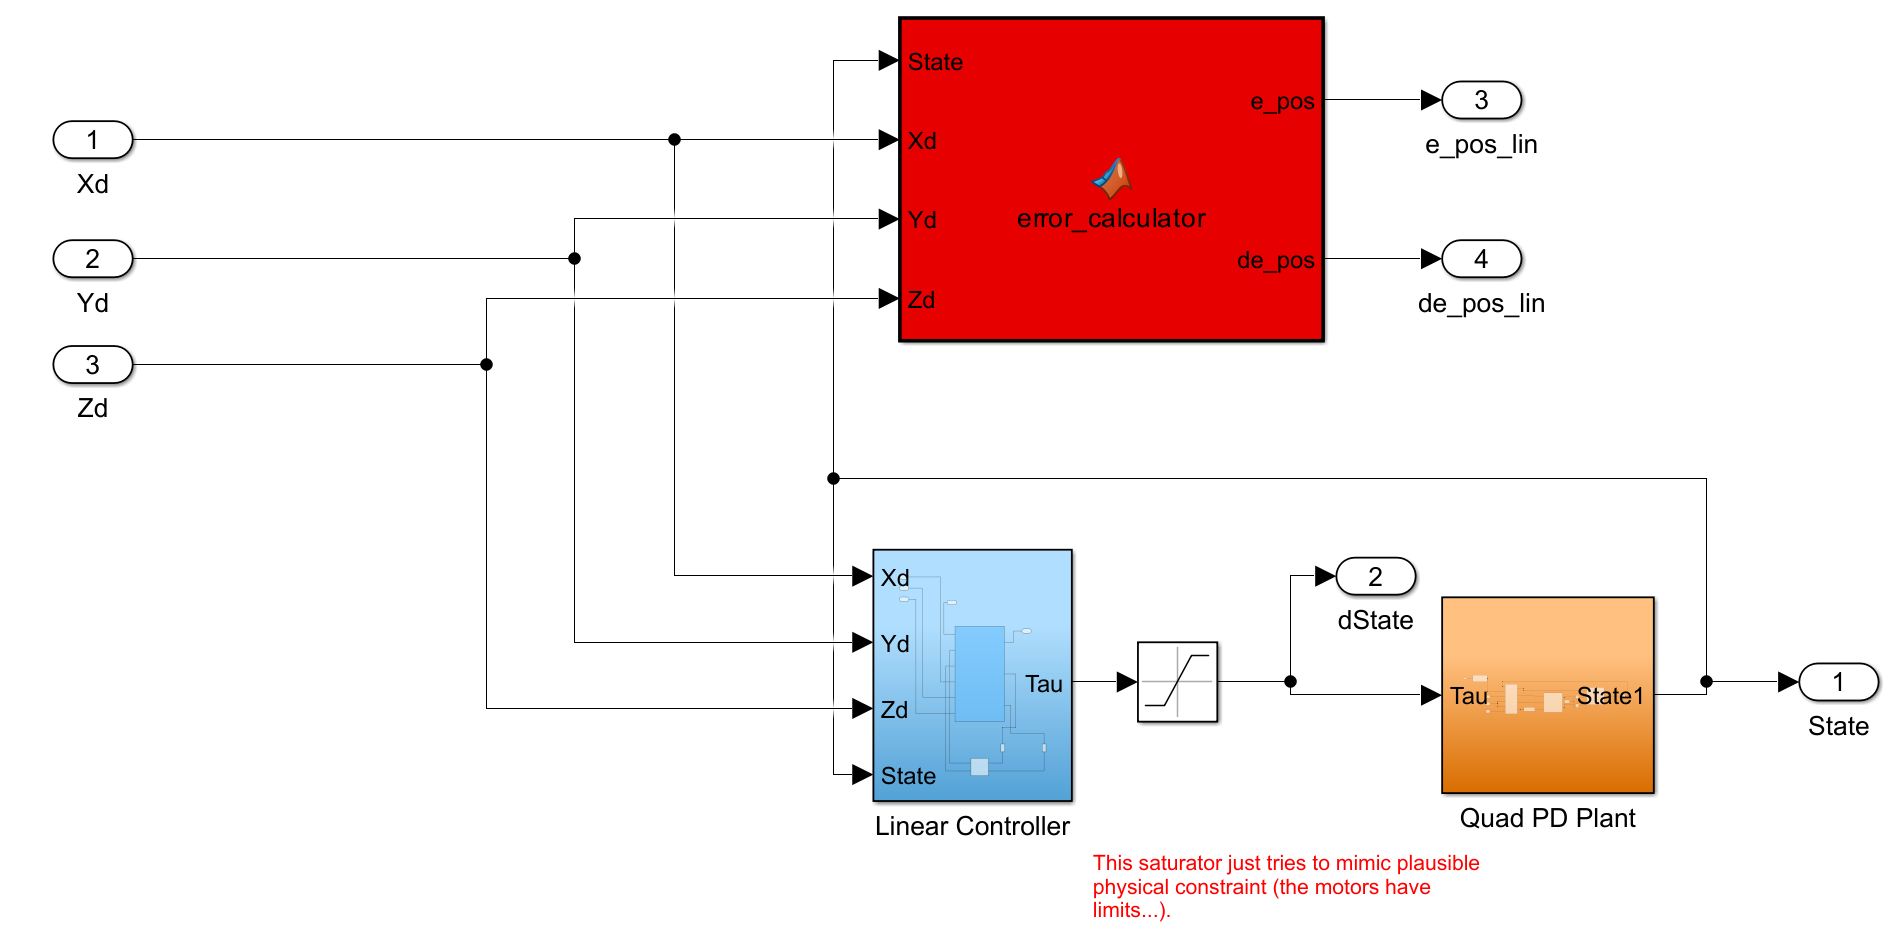 State
Xd
Yd
Zd
error_calculator
e_pos
de_pos
3
e_pos_lin
4
de_pos_lin
1
Xd
2
Yd
3
Zd
Xd
Yd
Zd
State
Tau
Linear Controller
2
dState
Tau
State1
Quad PD Plant
1
State
This saturator just tries to mimic plausible
physical constraint (the motors have
limits...).